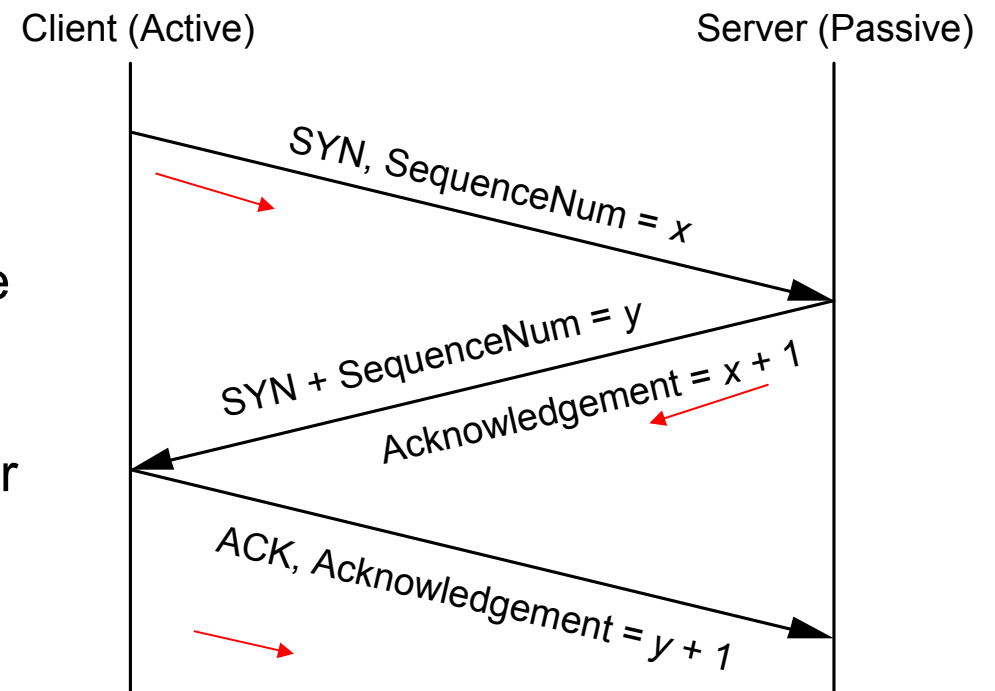 Client (Active)
Server (Passive)
SYN, SequenceNum = x
e
SYN + SequenceNum = y
Acknowledgement = x + 1
r
ACK, Acknowledgement = y + 1